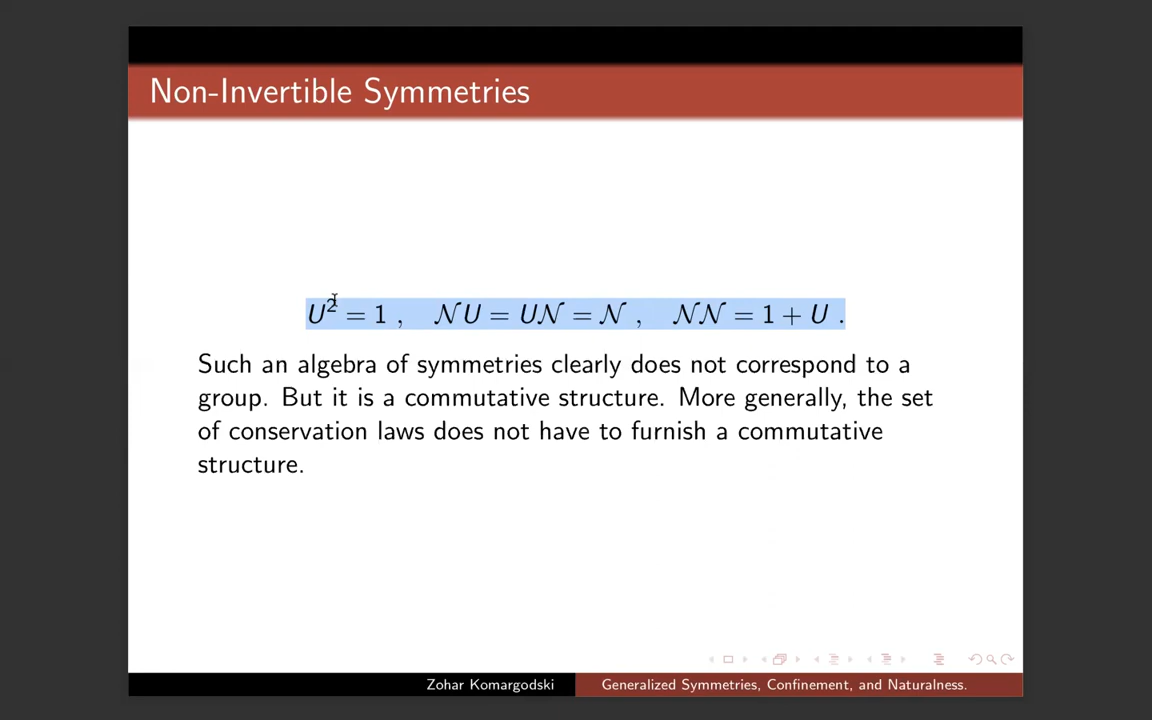 Non-Invertible Symmetries
U² = 1 , 𝒩U = U𝒩 = 𝒩 , 𝒩𝒩 = 1 + U .
Such an algebra of symmetries clearly does not correspond to a
group. But it is a commutative structure. More generally, the set
of conservation laws does not have to furnish a commutative
structure.
Zohar Komargodski
Generalized Symmetries, Confinement, and Naturalness.